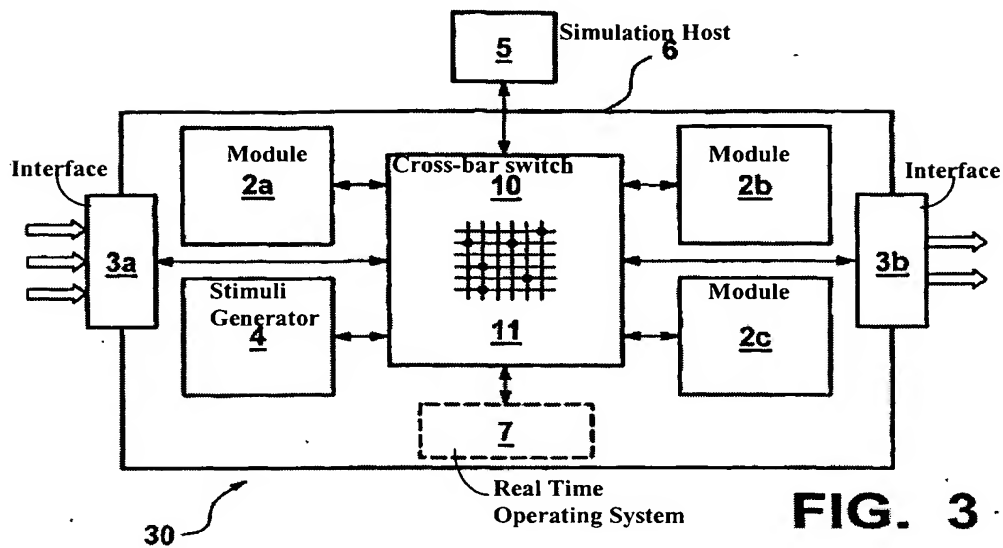 5
Simulation Host
6
Interface
Module
2a
Cross-bar switch
10
Module
2b
Interface
3a
3b
Stimuli
Generator
4
11
Module
2c
7
Real Time
Operating System
30
FIG. 3